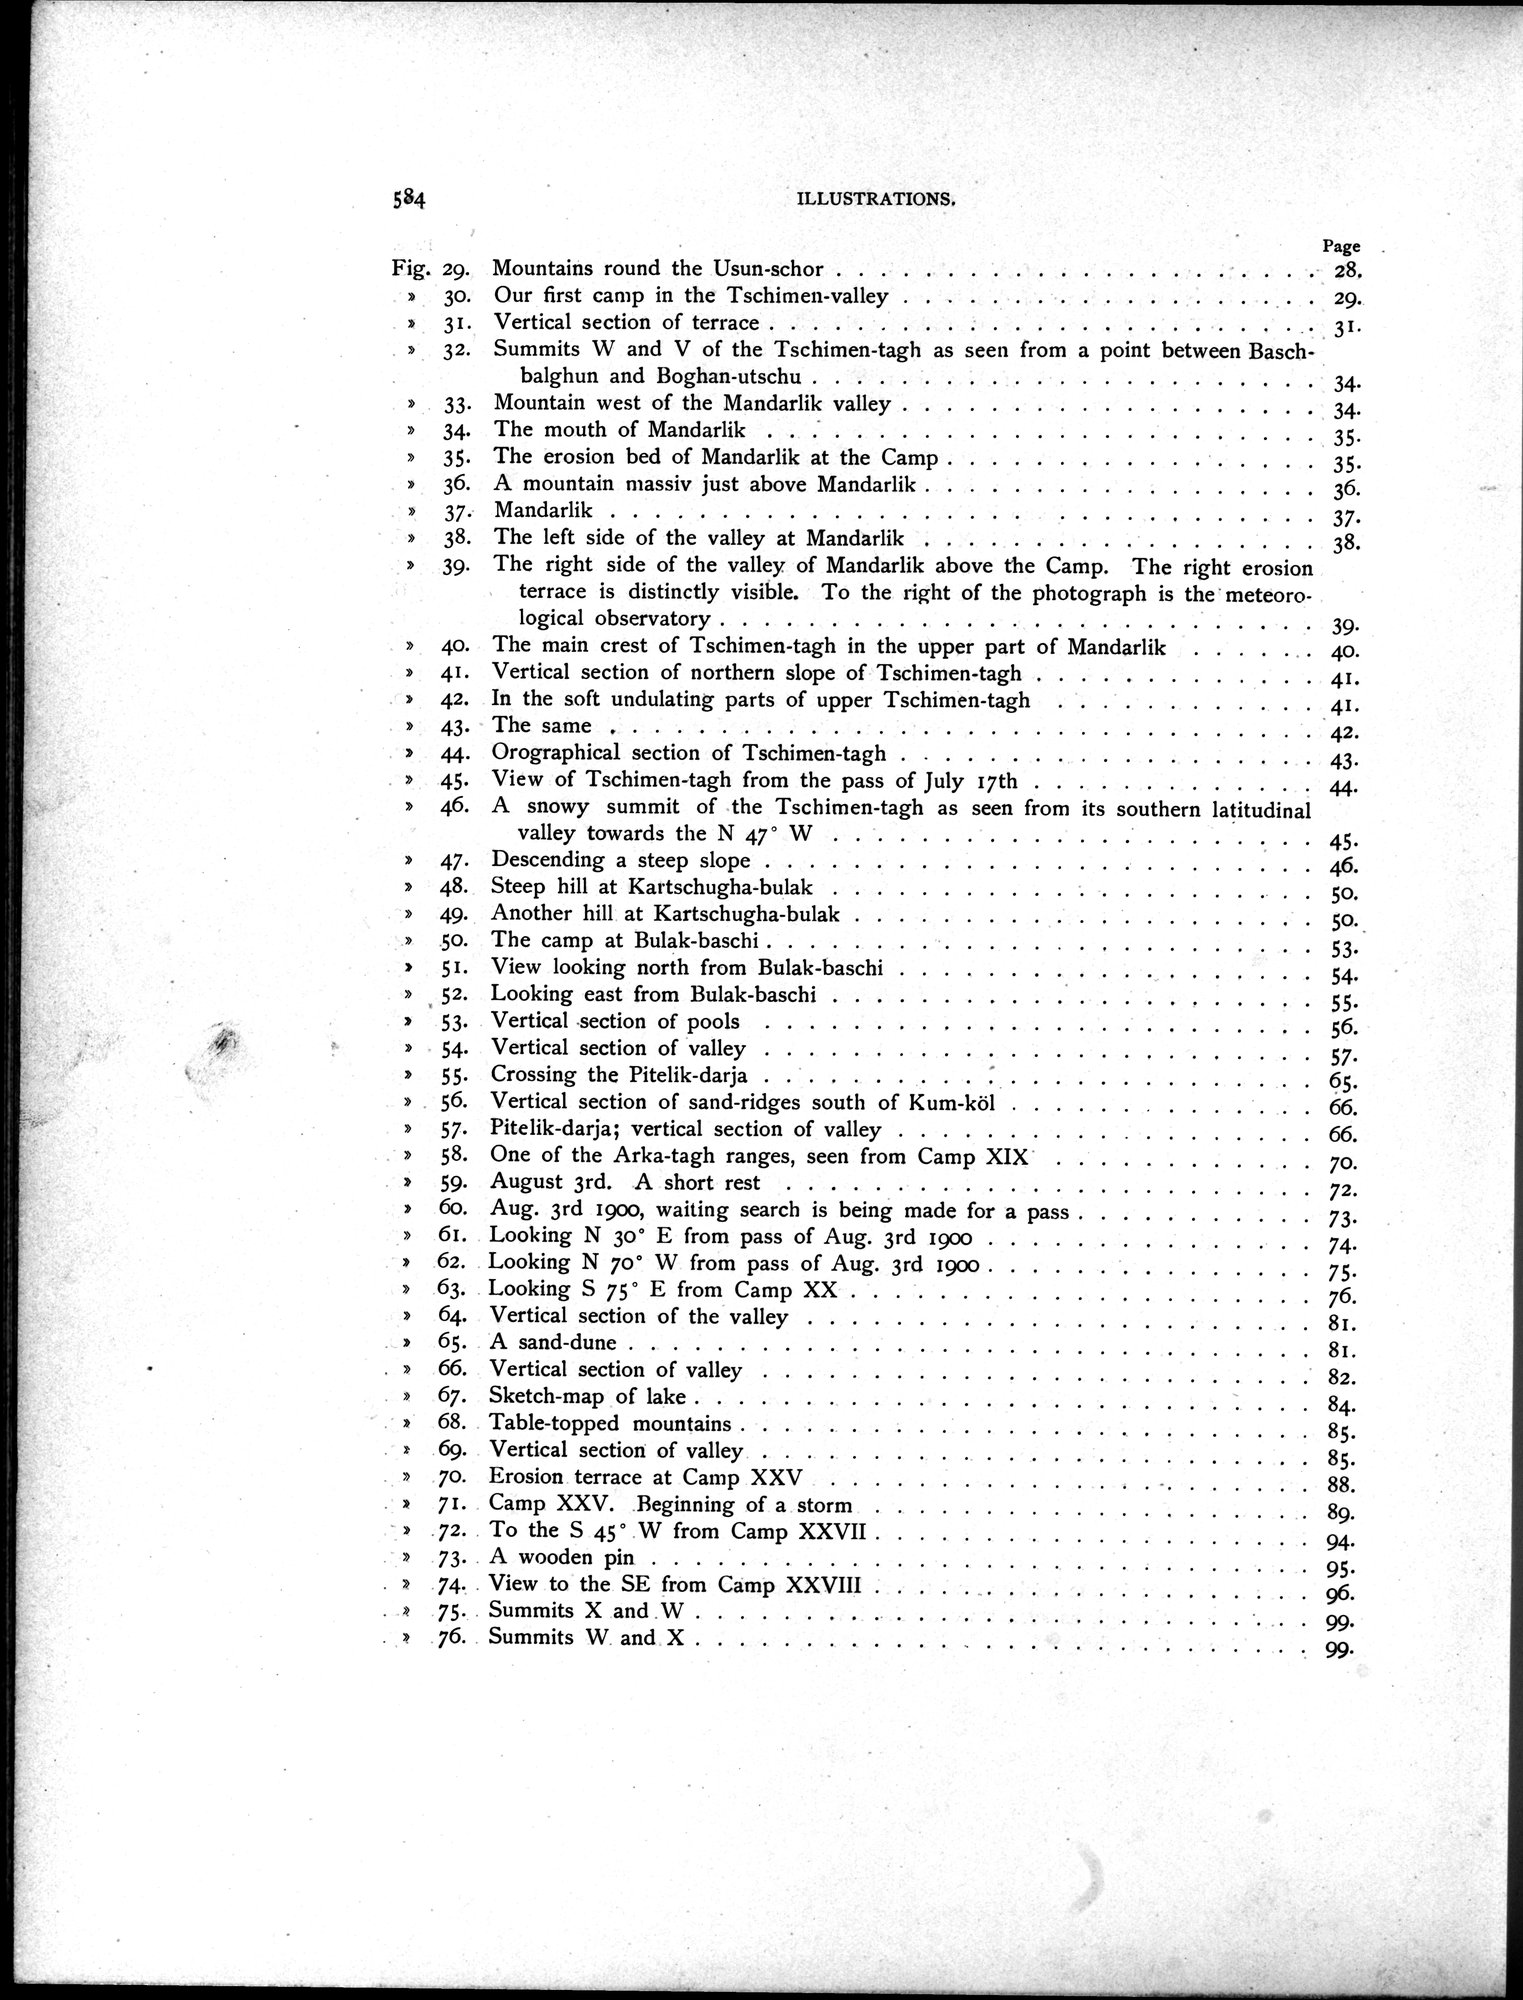 584 ILLUSTRATIONS.
Page
Fig. 29. Mountains round the Usun-schor . . . . . . . . . . . . . . . . . . . . . . 28.
» 30. Our first camp in the Tschimen-valley . . . . . . . . . . . . . . . . . . . 29.
» 31. Vertical section of terrace . . . . . . . . . . . . . . . . . . . . . . . . . 31.
» 32. Summits W and V of the Tschimen-tagh as seen from a point between Basch-
balghun and Boghan-utschu . . . . . . . . . . . . . . . . . . . . . . . 34.
» 33. Mountain west of the Mandarlik valley . . . . . . . . . . . . . . . . . . . 34.
» 34. The mouth of Mandarlik . . . . . . . . . . . . . . . . . . . . . . . . . 35.
» 35. The erosion bed of Mandarlik at the Camp . . . . . . . . . . . . . . . . . 35.
» 36. A mountain massiv just above Mandarlik . . . . . . . . . . . . . . . . . . 36.
» 37. Mandarlik . . . . . . . . . . . . . . . . . . . . . . . . . . . . . . . . 37.
» 38. The left side of the valley at Mandarlik . . . . . . . . . . . . . . . . . . 38.
» 39. The right side of the valley of Mandarlik above the Camp. The right erosion
terrace is distinctly visible. To the right of the photograph is the meteoro-
logical observatory . . . . . . . . . . . . . . . . . . . . . . . . . . . 39.
» 40. The main crest of Tschimen-tagh in the upper part of Mandarlik . . . . . . 40.
» 41. Vertical section of northern slope of Tschimen-tagh . . . . . . . . . . . . . 41.
» 42. In the soft undulating parts of upper Tschimen-tagh . . . . . . . . . . . . 41.
» 43. The same . . . . . . . . . . . . . . . . . . . . . . . . . . . . . . . . 42.
» 44. Orographical section of Tschimen-tagh . . . . . . . . . . . . . . . . . . . 43.
» 45. View of Tschimen-tagh from the pass of July 17th . . . . . . . . . . . . . 44.
» 46. A snowy summit of the Tschimen-tagh as seen from its southern latitudinal
valley towards the N 47° W . . . . . . . . . . . . . . . . . . . . . . 45.
» 47. Descending a steep slope . . . . . . . . . . . . . . . . . . . . . . . . . 46.
» 48. Steep hill at Kartschugha-bulak . . . . . . . . . . . . . . . . . . . . . . 50.
» 49. Another hill at Kartschugha-bulak . . . . . . . . . . . . . . . . . . . . . 50.
» 50. The camp at Bulak-baschi . . . . . . . . . . . . . . . . . . . . . . . . . 53.
» 51. View looking north from Bulak-baschi . . . . . . . . . . . . . . . . . . . 54.
» 52. Looking east from Bulak-baschi . . . . . . . . . . . . . . . . . . . . . . 55.
» 53. Vertical section of pools . . . . . . . . . . . . . . . . . . . . . . . . . 56.
» 54. Vertical section of valley . . . . . . . . . . . . . . . . . . . . . . . . . 57.
» 55. Crossing the Pitelik-darja . . . . . . . . . . . . . . . . . . . . . . . . . 65.
» 56. Vertical section of sand-ridges south of Kum-köl . . . . . . . . . . . . . . 66.
» 57. Pitelik-darja; vertical section of valley . . . . . . . . . . . . . . . . . . . 66.
» 58. One of the Arka-tagh ranges, seen from Camp XIX . . . . . . . . . . . . 70.
» 59. August 3rd. A short rest . . . . . . . . . . . . . . . . . . . . . . . . 72.
» 60. Aug. 3rd 1900, waiting search is being made for a pass . . . . . . . . . . . 73.
» 61. Looking N 30° E from pass of Aug. 3rd 1900 . . . . . . . . . . . . . . . 74.
» 62. Looking N 70° W from pass of Aug. 3rd 1900 . . . . . . . . . . . . . . . 75.
» 63. Looking S 75° E from Camp XX . . . . . . . . . . . . . . . . . . . . . 76.
» 64. Vertical section of the valley . . . . . . . . . . . . . . . . . . . . . . . 81.
» 65. A sand-dune . . . . . . . . . . . . . . . . . . . . . . . . . . . . . . . 81.
» 66. Vertical section of valley . . . . . . . . . . . . . . . . . . . . . . . . . 82.
» 67. Sketch-map of lake . . . . . . . . . . . . . . . . . . . . . . . . . . . . 84.
» 68. Table-topped mountains . . . . . . . . . . . . . . . . . . . . . . . . . . 85.
» 69. Vertical section of valley . . . . . . . . . . . . . . . . . . . . . . . . . 85.
» 70. Erosion terrace at Camp XXV . . . . . . . . . . . . . . . . . . . . . . 88.
» 71. Camp XXV. Beginning of a storm . . . . . . . . . . . . . . . . . . . . 89.
» 72. To the S 45° W from Camp XXVII . . . . . . . . . . . . . . . . . . . . 94.
» 73. A wooden pin . . . . . . . . . . . . . . . . . . . . . . . . . . . . . . 95.
» 74. View to the SE from Camp XXVIII . . . . . . . . . . . . . . . . . . . . 96.
» 75. Summits X and W . . . . . . . . . . . . . . . . . . . . . . . . . . . . 99.
» 76. Summits W and X . . . . . . . . . . . . . . . . . . . . . . . . . . . . 99.